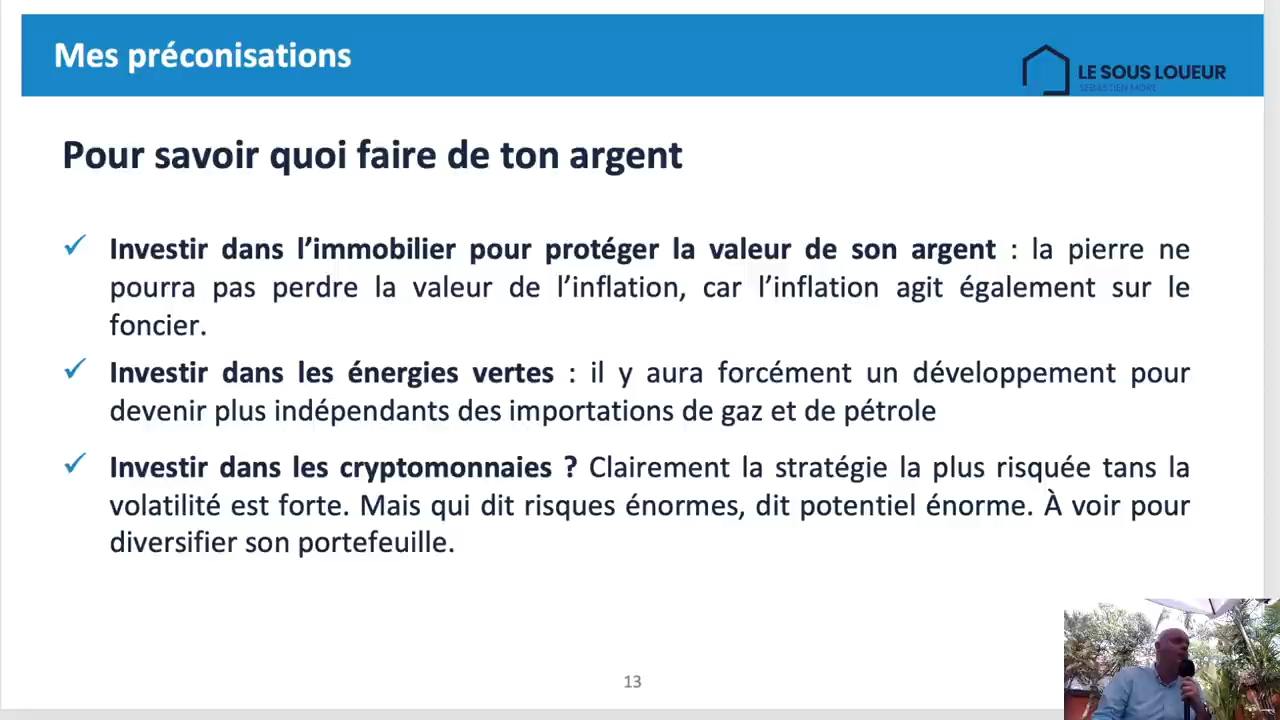 Mes préconisations
LE SOUS LOUEUR
SEBASTIEN MORE
Pour savoir quoi faire de ton argent
✓ Investir dans l’immobilier pour protéger la valeur de son argent : la pierre ne
pourra pas perdre la valeur de l’inflation, car l’inflation agit également sur le
foncier.
✓ Investir dans les énergies vertes : il y aura forcément un développement pour
devenir plus indépendants des importations de gaz et de pétrole
✓ Investir dans les cryptomonnaies ? Clairement la stratégie la plus risquée tans la
volatilité est forte. Mais qui dit risques énormes, dit potentiel énorme. À voir pour
diversifier son portefeuille.
13